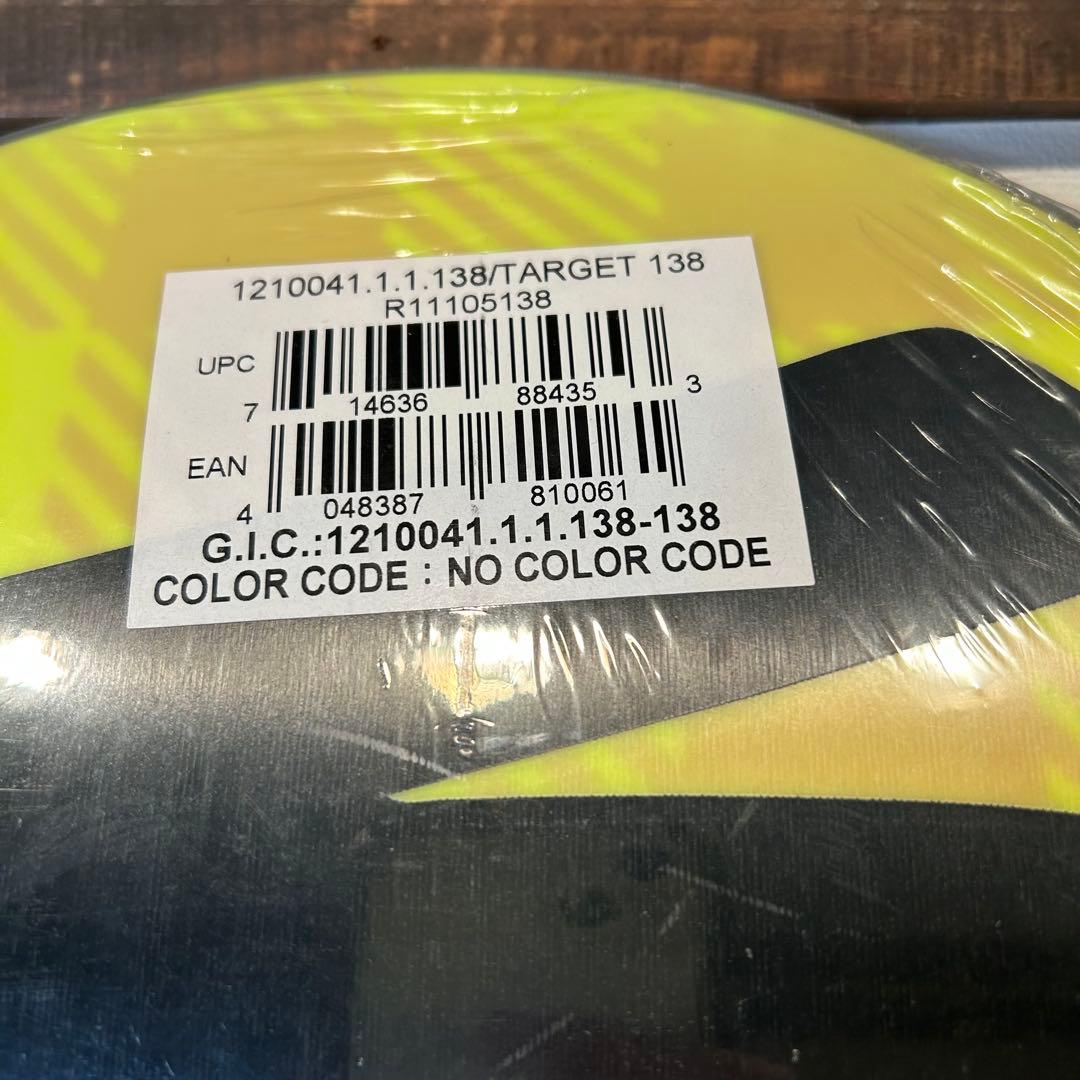 1210041.1.1.138/TARGET 138
R11105138
UPC
7 14636 88435 3
EAN
4 048387 810061
G.I.C.:1210041.1.1.138-138
COLOR CODE : NO COLOR CODE